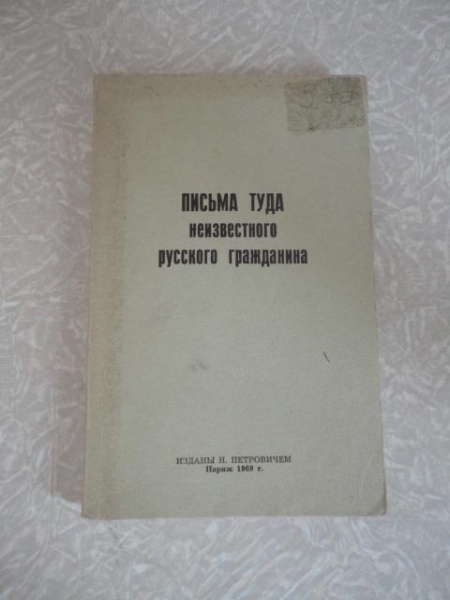 ПИСЬМА ТУДА
неизвестного
русского гражданина
ИЗДАНЫ Н. ПЕТРОВИЧЕМ
Париж 1969 г.